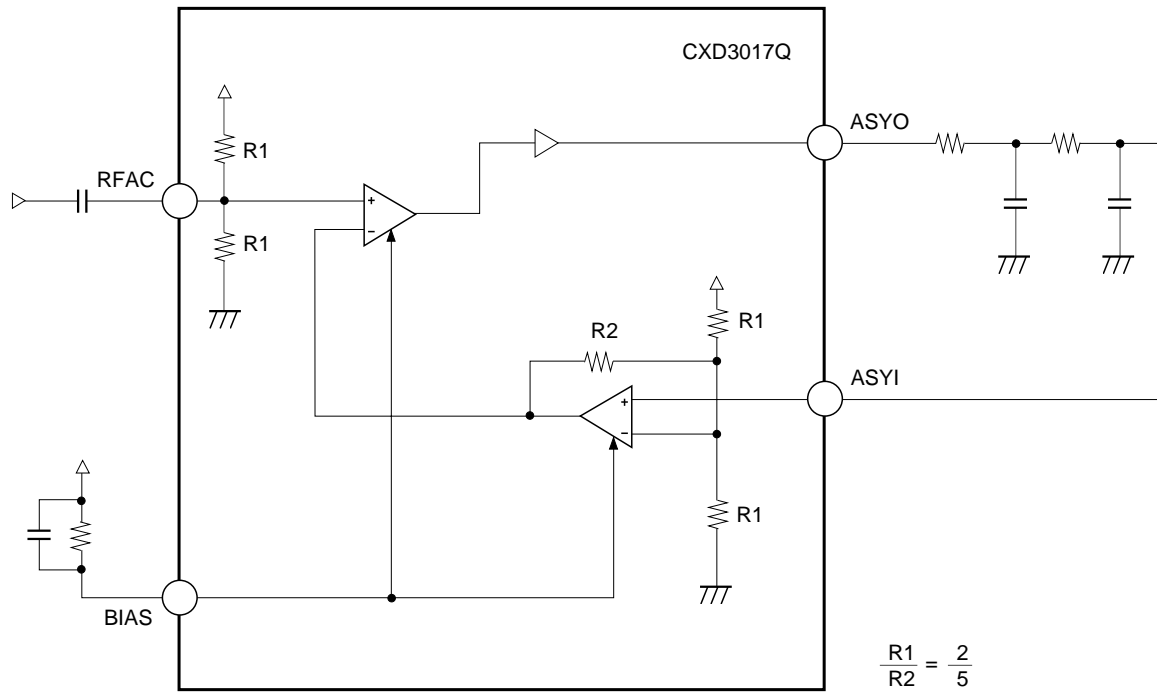 CXD3017Q
ASYO
R1
RFAC
R1
R1
R2
ASYI
R1
BIAS
R1 = 2
R2 5